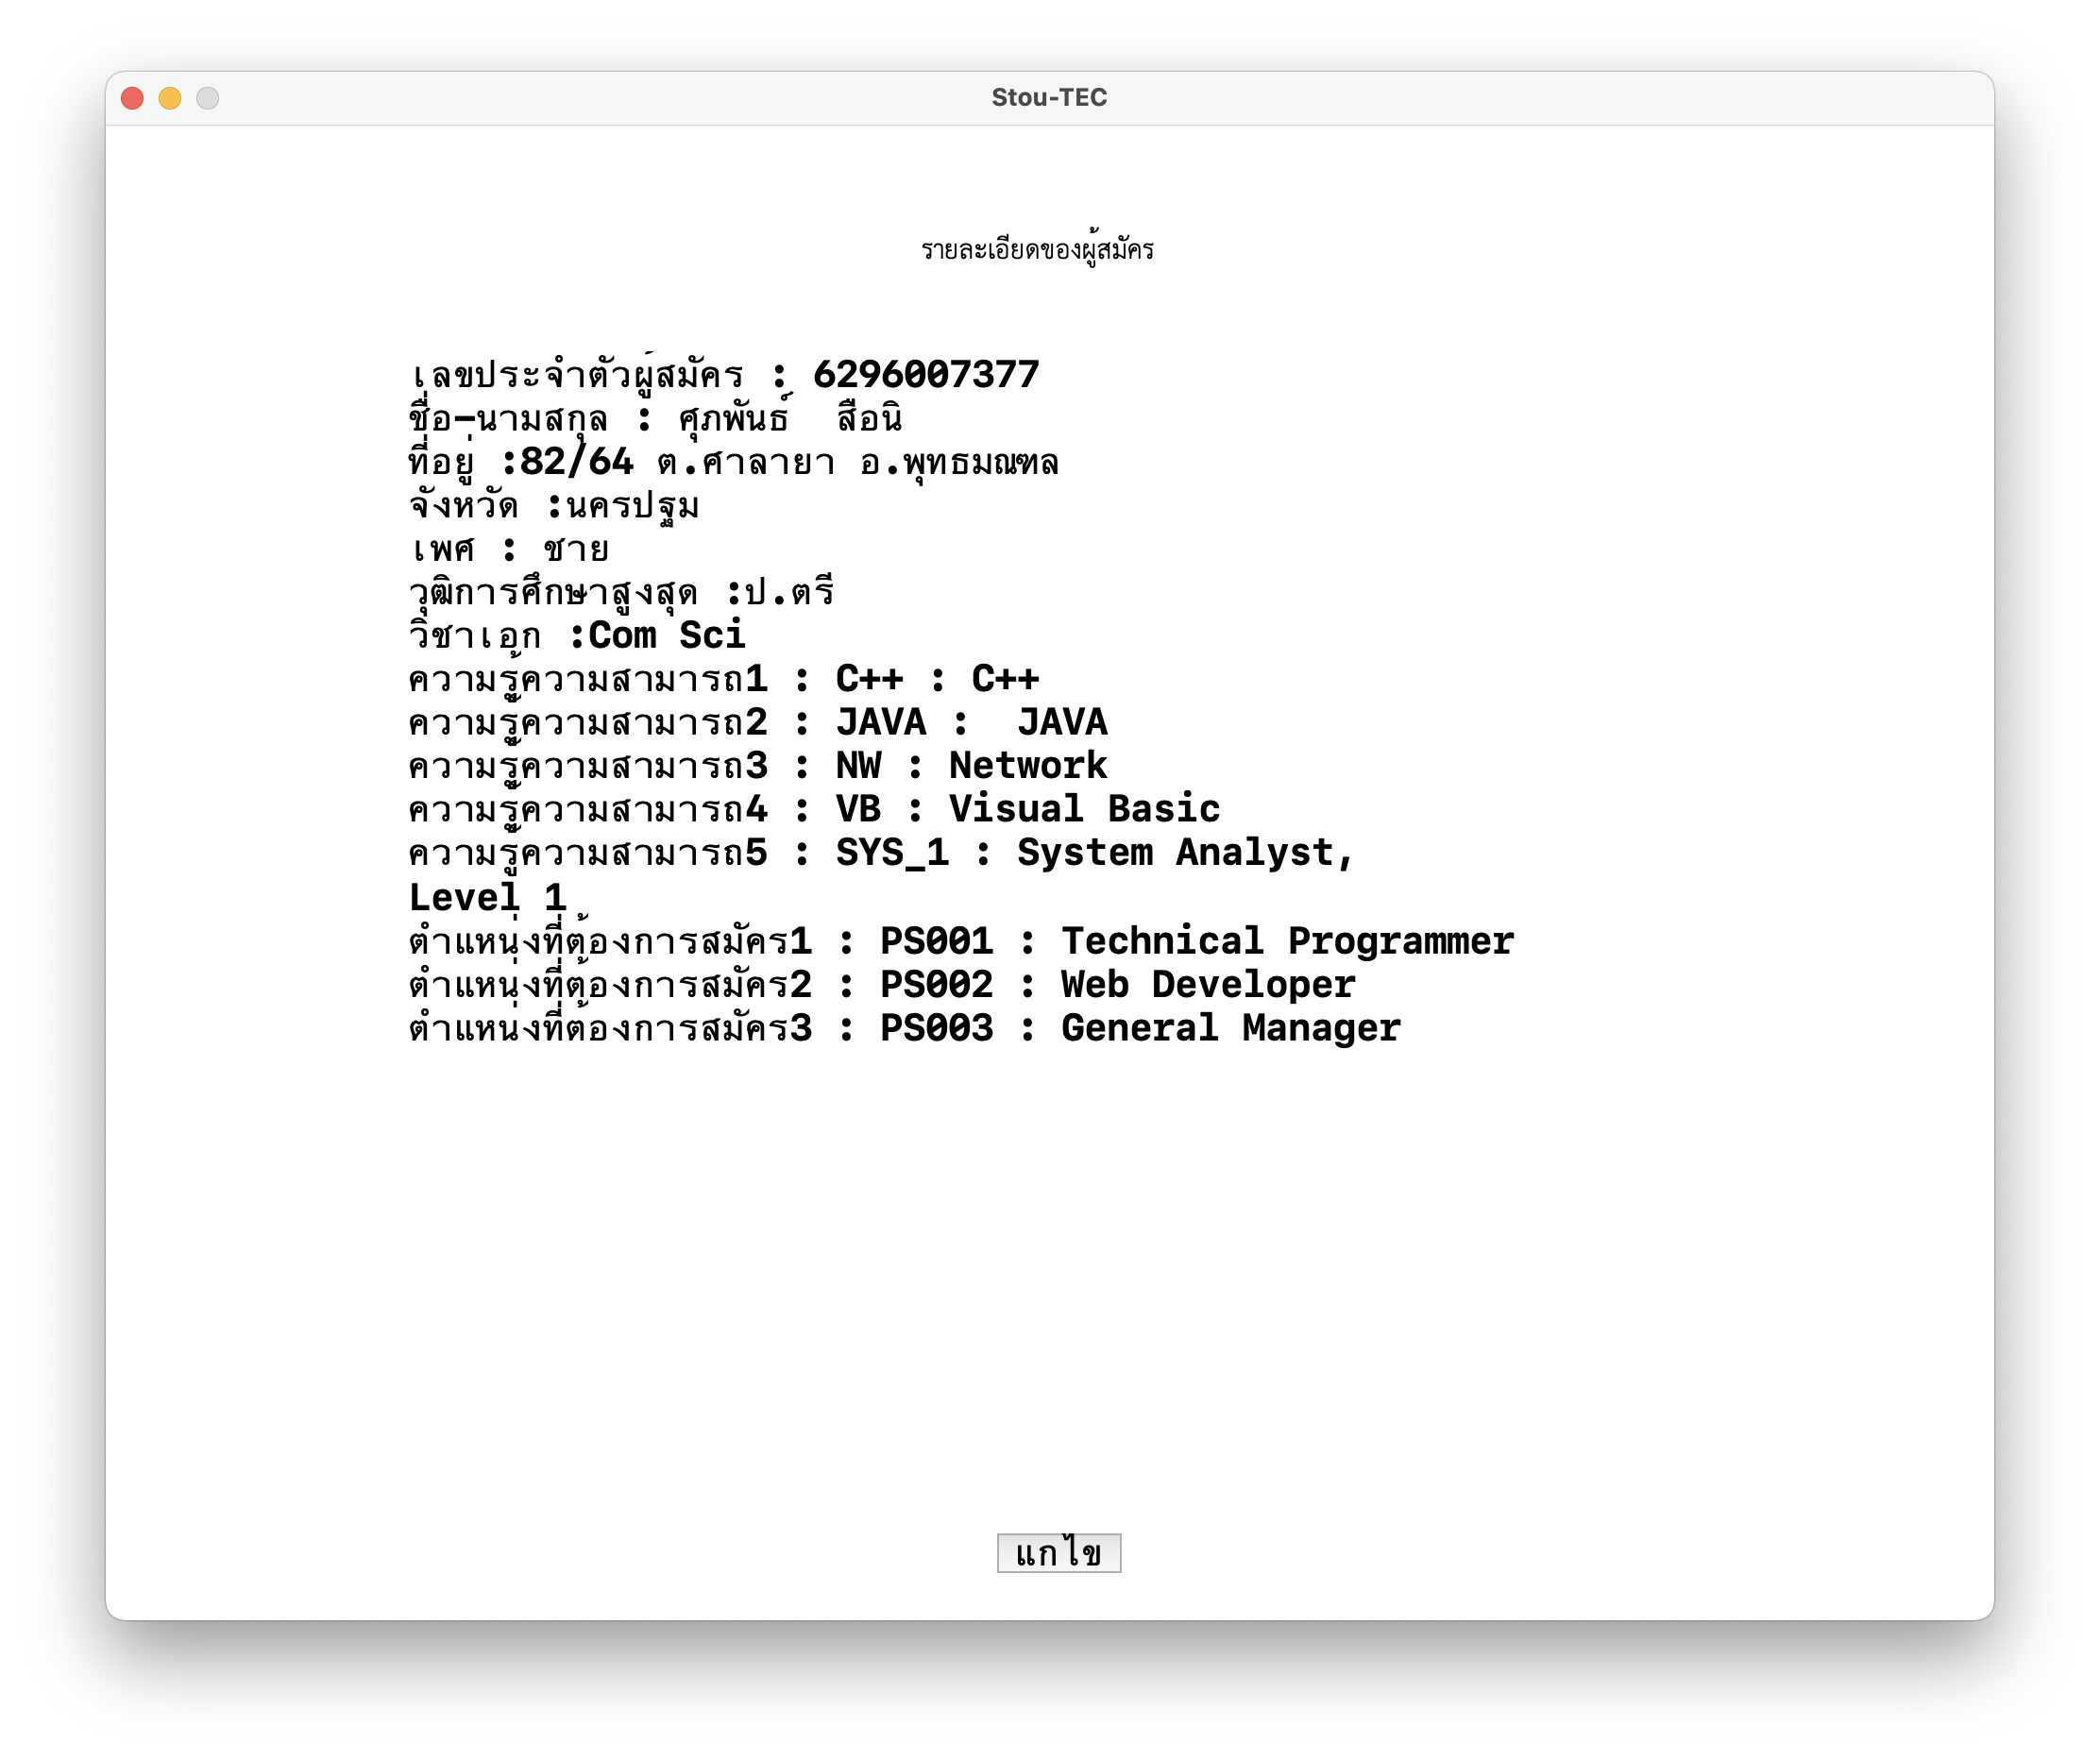 Stou-TEC
รายละเอียดของผู้สมัคร
เลขประจำตัวผู้สมัคร : 6296007377
ชื่อ-นามสกุล : ศุภพันธ์  สือนิ
ที่อยู่ :82/64 ต.ศาลายา อ.พุทธมณฑล
จังหวัด :นครปฐม
เพศ : ชาย
วุฒิการศึกษาสูงสุด :ป.ตรี
วิชาเอก :Com Sci
ความรู้ความสามารถ1 : C++ : C++
ความรู้ความสามารถ2 : JAVA :  JAVA
ความรู้ความสามารถ3 : NW : Network
ความรู้ความสามารถ4 : VB : Visual Basic
ความรู้ความสามารถ5 : SYS_1 : System Analyst,
Level 1
ตำแหน่งที่ต้องการสมัคร1 : PS001 : Technical Programmer
ตำแหน่งที่ต้องการสมัคร2 : PS002 : Web Developer
ตำแหน่งที่ต้องการสมัคร3 : PS003 : General Manager
แก้ไข